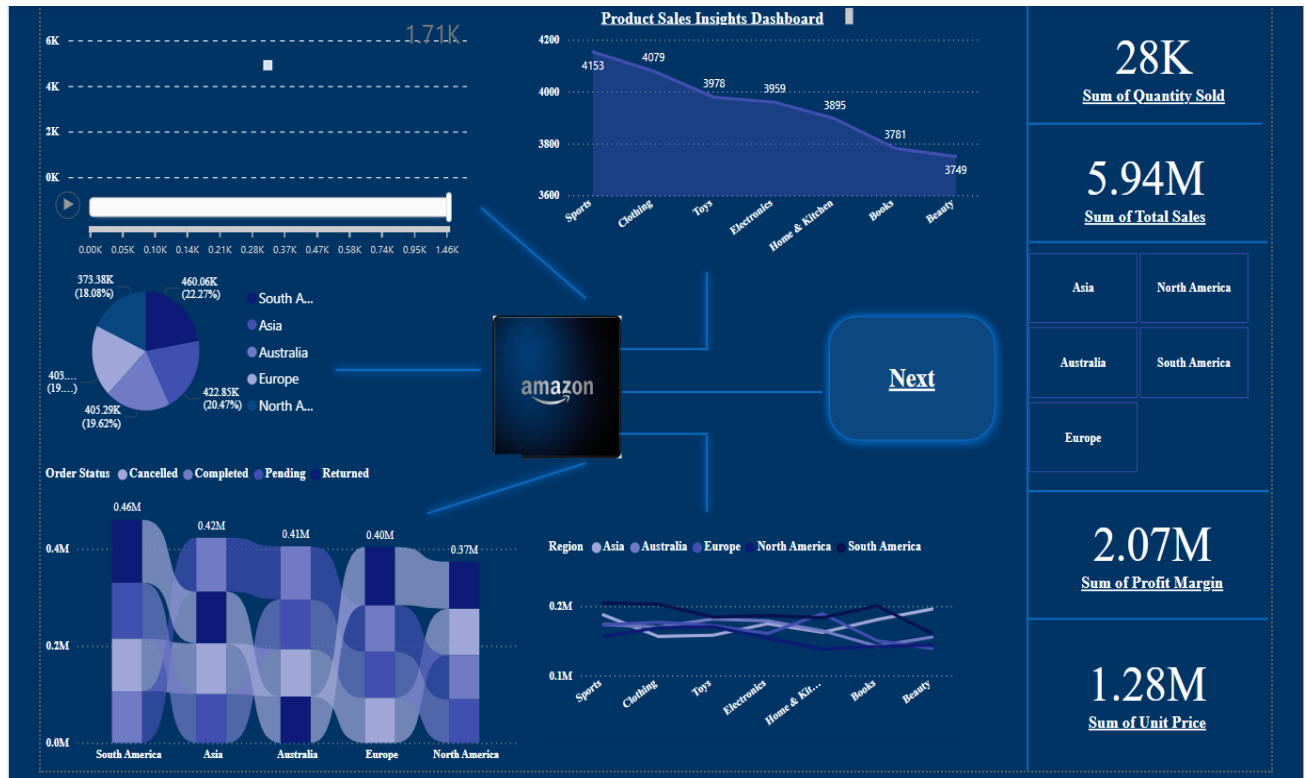 Product Sales Insights Dashboard
1.71K
6K
4K
2K
0K
0.00K 0.05K 0.10K 0.14K 0.21K 0.28K 0.37K 0.47K 0.58K 0.74K 0.95K 1.46K
4200
4000
3800
3600
4153
4079
3978
3959
3895
3781
3749
Sports
Clothing
Toys
Electronics
Home & Kitchen
Books
Beauty
28K
Sum of Quantity Sold
5.94M
Sum of Total Sales
Asia
North America
Australia
South America
Europe
2.07M
Sum of Profit Margin
1.28M
Sum of Unit Price
373.38K
(18.08%)
460.06K
(22.27%)
403....
(19....)
405.29K
(19.62%)
422.85K
(20.47%)
South A...
Asia
Australia
Europe
North A...
amazon
Next
Order Status Cancelled Completed Pending Returned
0.4M
0.2M
0.0M
0.46M
0.42M
0.41M
0.40M
0.37M
South America
Asia
Australia
Europe
North America
Region Asia Australia Europe North America South America
0.2M
0.1M
Sports
Clothing
Toys
Electronics
Home & Kit...
Books
Beauty